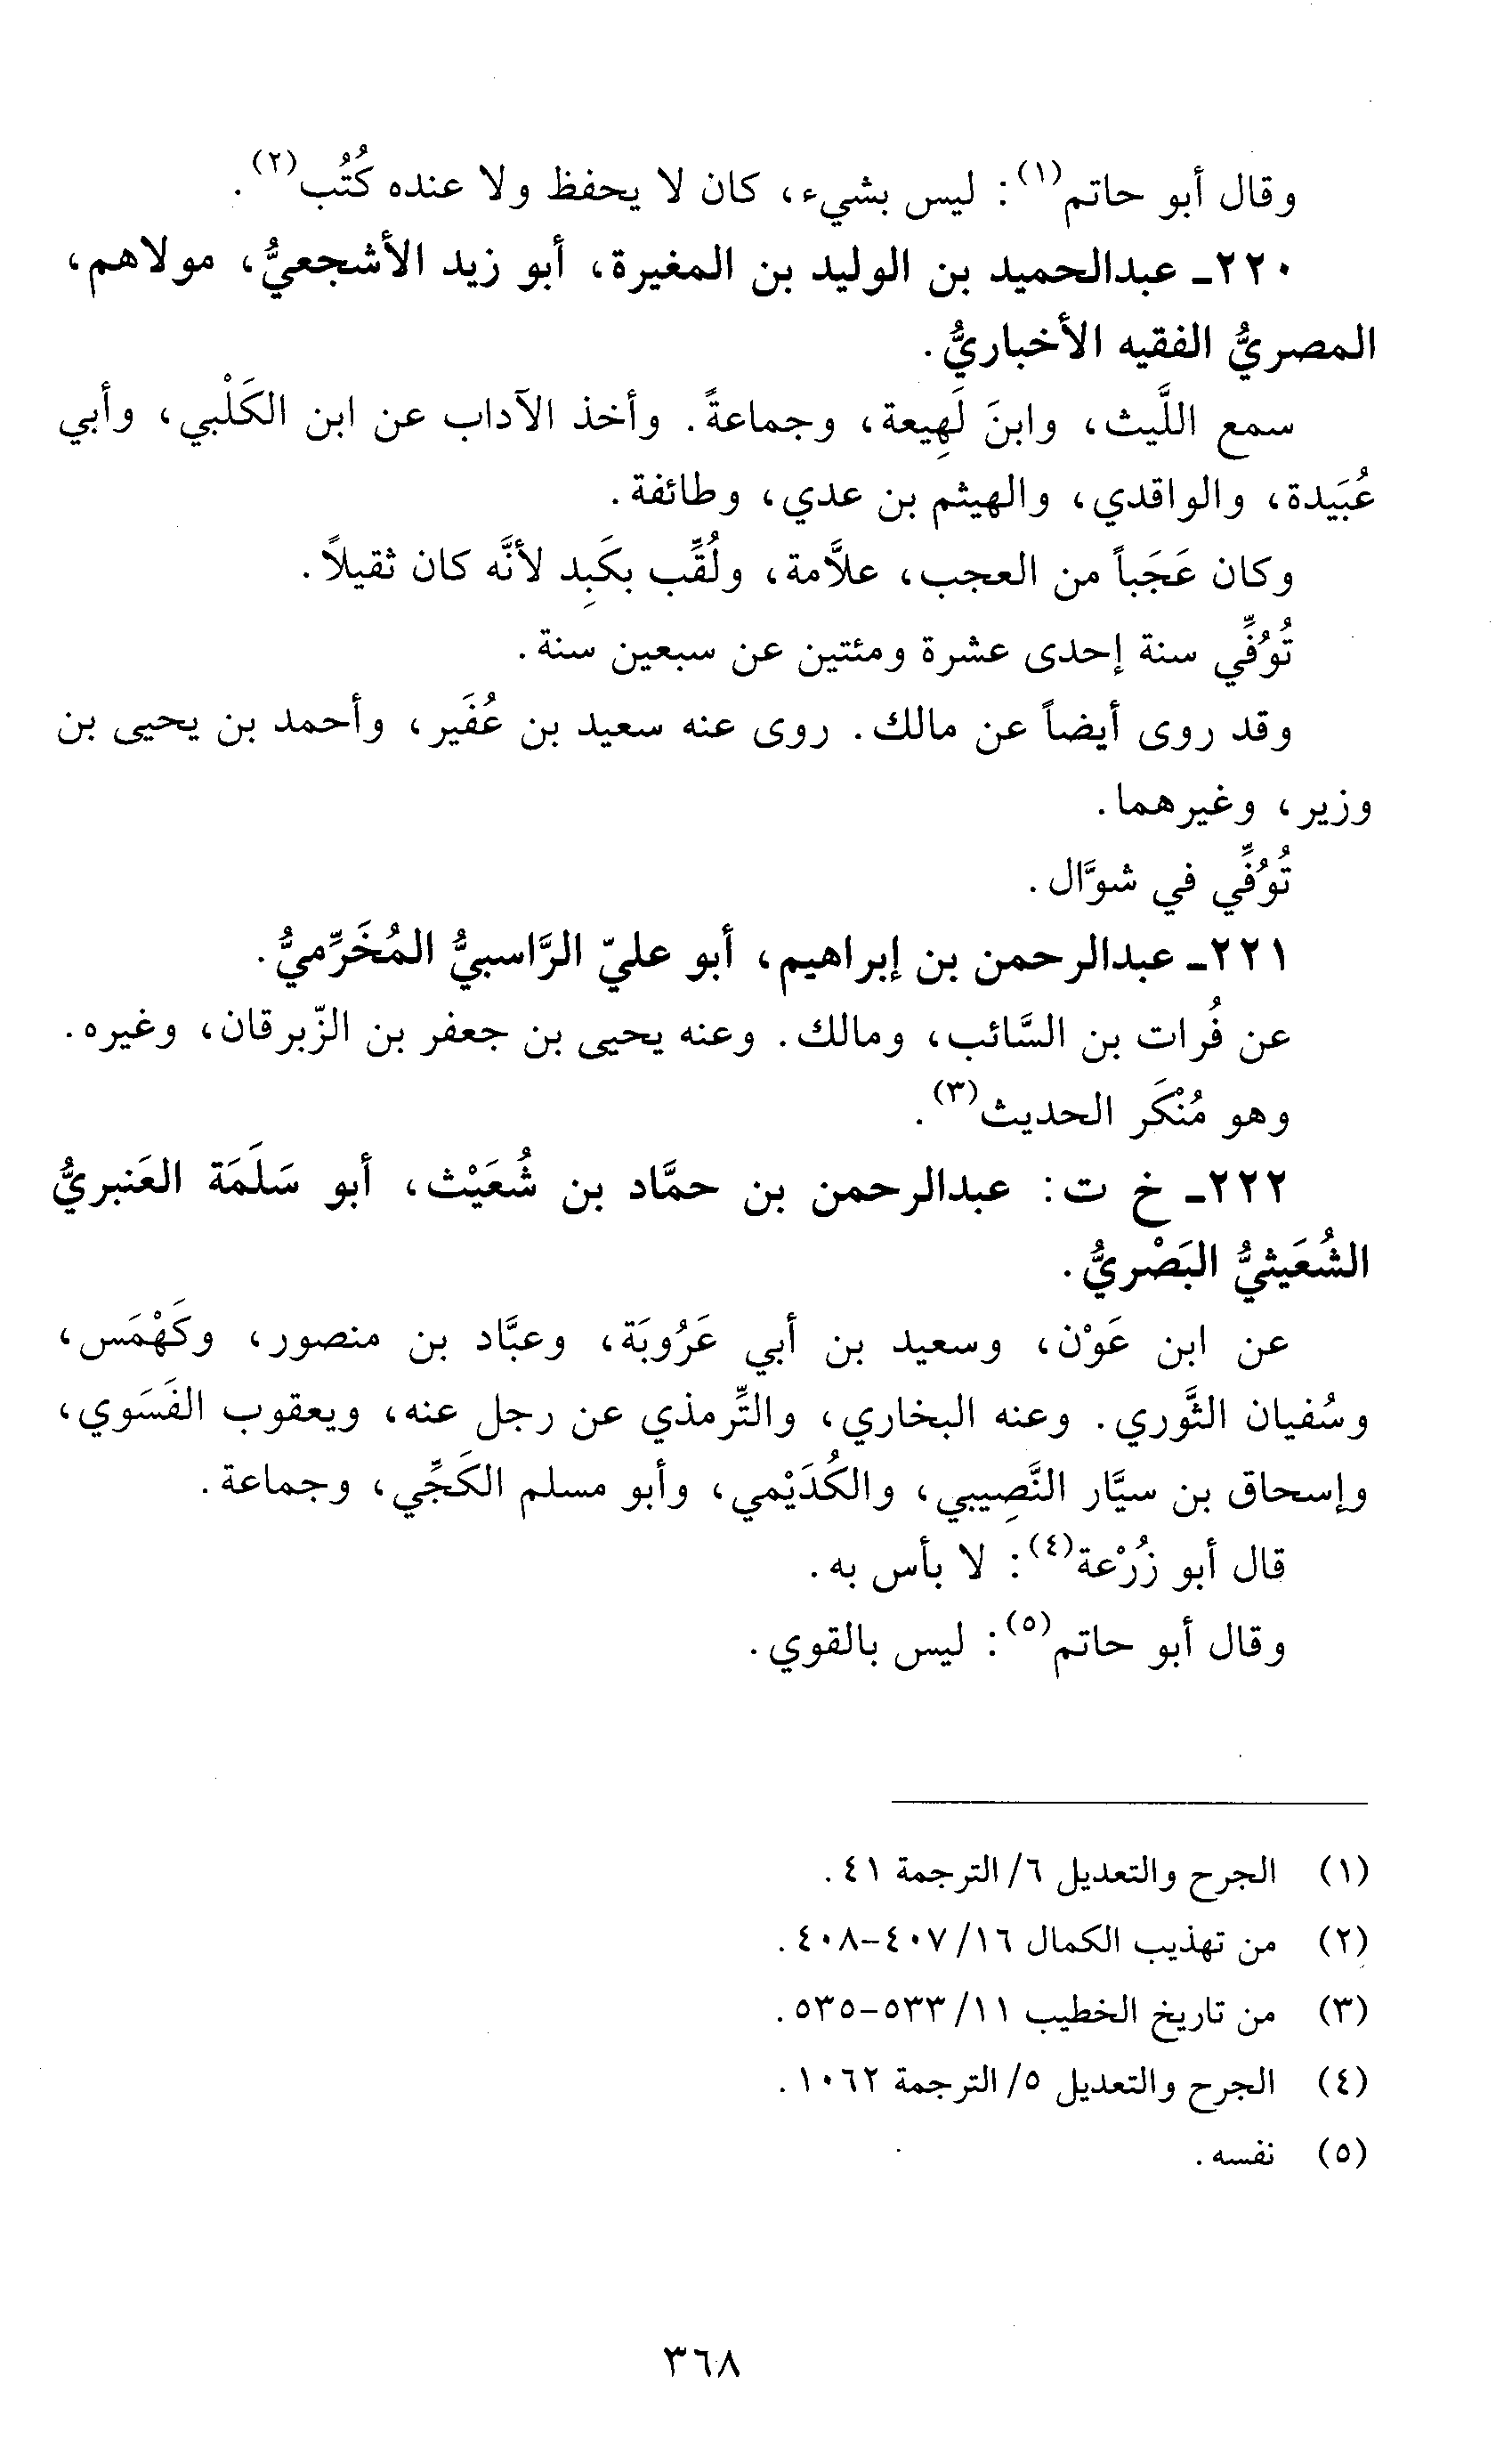 وقال أبو حاتم(١): ليس بشيء، كان لا يحفظ ولا عنده كُتُب(٢).
٢٢٠ـ عبدالحميد بن الوليد بن المغيرة، أبو زيد الأشجعيُّ، مولاهم،
المصريُّ الفقيه الأخباريُّ.
سمع اللَّيث، وابنَ لَهِيعة، وجماعةً. وأخذ الآداب عن ابن الكَلْبي، وأبي
عُبَيدة، والواقدي، والهيثم بن عدي، وطائفة.
وكان عَجَباً من العجب، علاَّمة، ولُقِّب بكَبِد لأنَّه كان ثقيلاً.
تُوُفِّي سنة إحدى عشرة ومئتين عن سبعين سنة.
وقد روى أيضاً عن مالك. روى عنه سعيد بن عُفَير، وأحمد بن يحيى بن
وزير، وغيرهما.
تُوُفِّي في شوَّال.
٢٢١ـ عبدالرحمن بن إبراهيم، أبو عليّ الرَّاسبيُّ المُخَرِّميُّ.
عن فُرات بن السَّائب، ومالك. وعنه يحيى بن جعفر بن الزّبرقان، وغيره.
وهو مُنْكَر الحديث(٣).
٢٢٢ـ خ ت: عبدالرحمن بن حمَّاد بن شُعَيْث، أبو سَلَمَة العَنبريُّ
الشُعَيثيُّ البَصْريُّ.
عن ابن عَوْن، وسعيد بن أبي عَرُوبَة، وعبَّاد بن منصور، وكَهْمَس،
وسُفيان الثَّوري. وعنه البخاري، والتِّرمذي عن رجل عنه، ويعقوب الفَسَوي،
وإسحاق بن سيَّار النَّصِيبي، والكُدَيْمي، وأبو مسلم الكَجِّي، وجماعة.
قال أبو زُرْعة(٤): لا بأس به.
وقال أبو حاتم(٥): ليس بالقوي.
(١) الجرح والتعديل ٦/ الترجمة ٤١.
(٢) من تهذيب الكمال ١٦/ ٤٠٧-٤٠٨.
(٣) من تاريخ الخطيب ١١/ ٥٣٣-٥٣٥.
(٤) الجرح والتعديل ٥/ الترجمة ١٠٦٢.
(٥) نفسه.
٣٦٨